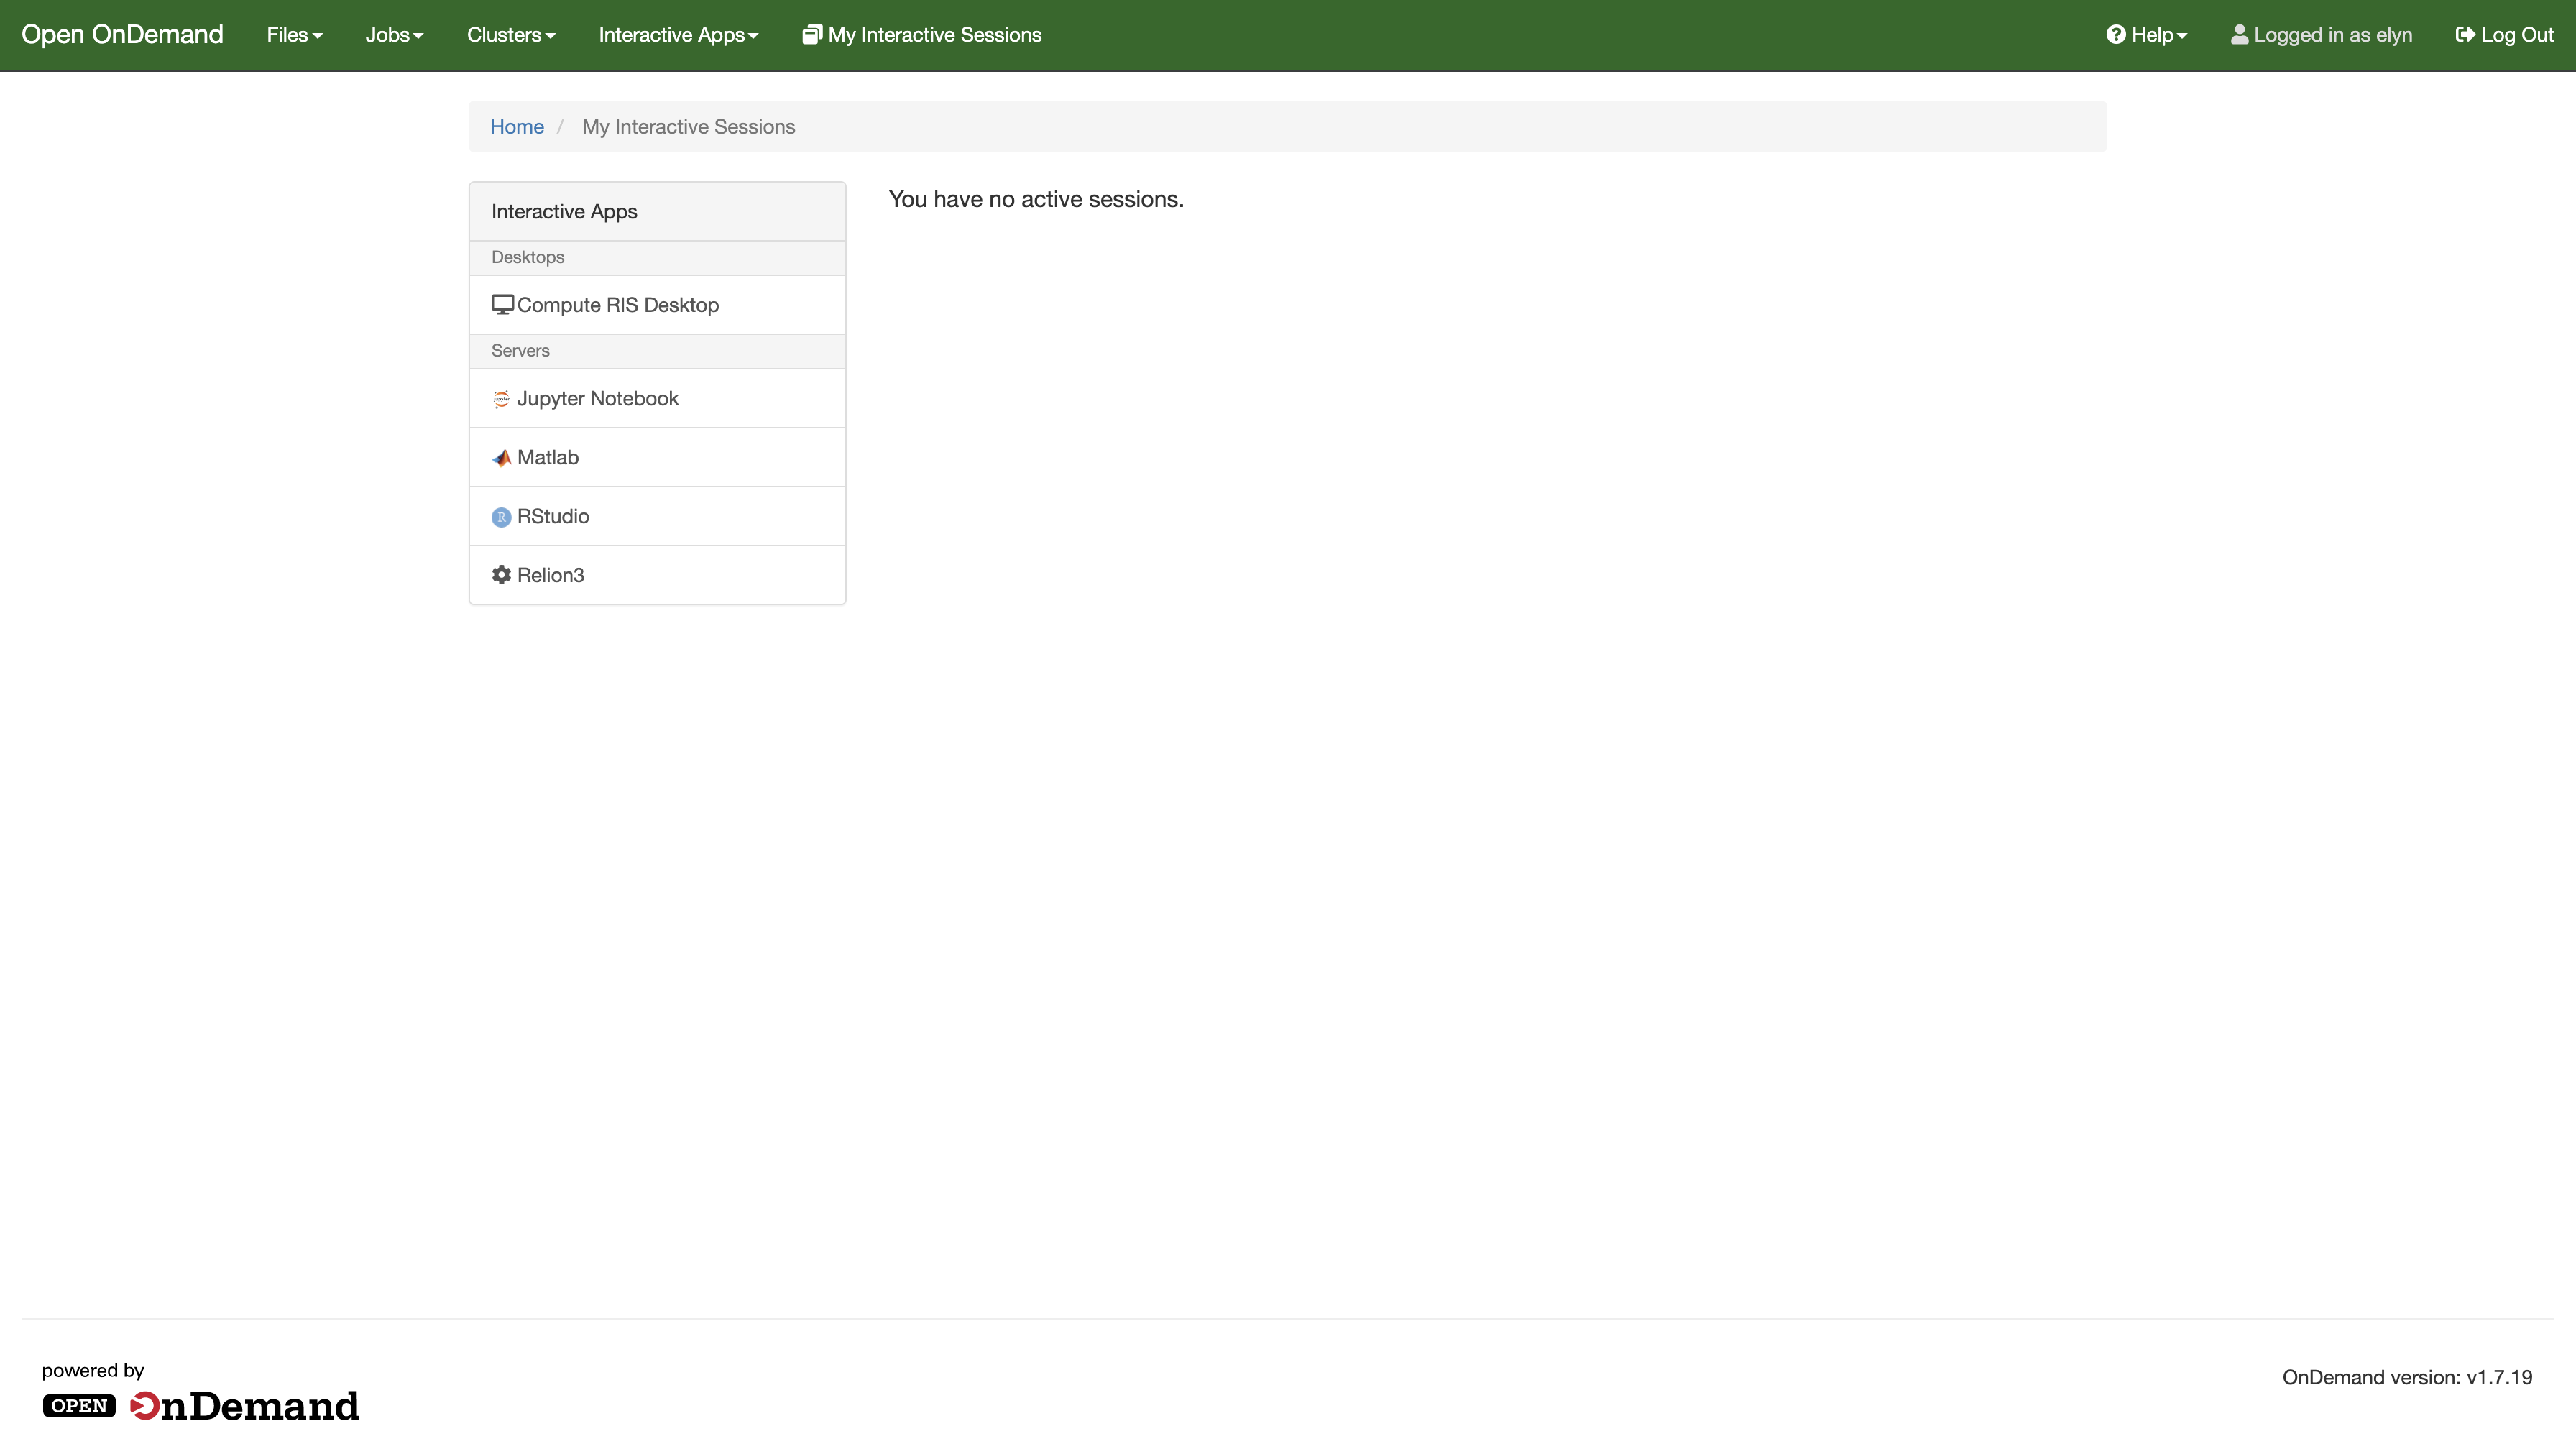 Open OnDemand Files Jobs Clusters Interactive Apps My Interactive Sessions Help Logged in as elyn Log Out
Home / My Interactive Sessions
Interactive Apps
Desktops
Compute RIS Desktop
Servers
Jupyter Notebook
Matlab
RStudio
Relion3
You have no active sessions.
powered by
OPEN OnDemand
OnDemand version: v1.7.19